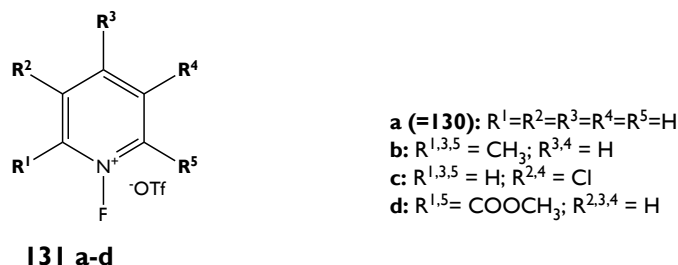 R³
R² R⁴
R¹ N⁺ R⁵
⁻OTf
F
131 a-d
a (=130): R¹=R²=R³=R⁴=R⁵=H
b: R¹,³,⁵ = CH₃; R³,⁴ = H
c: R¹,³,⁵ = H; R²,⁴ = Cl
d: R¹,⁵= COOCH₃; R²,³,⁴ = H